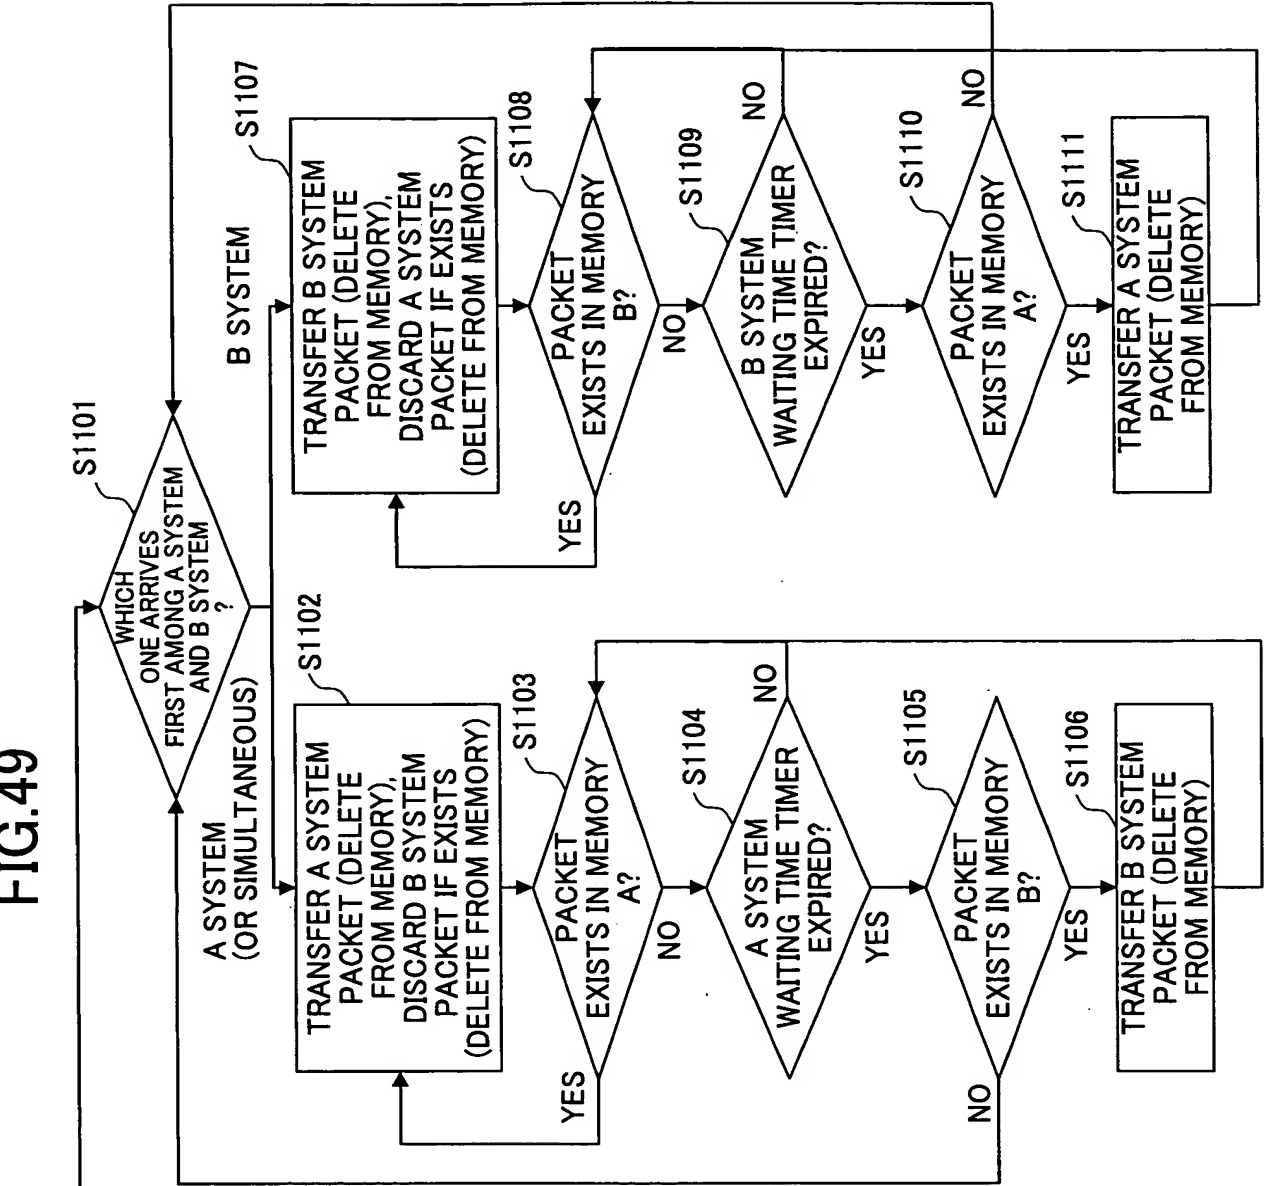 FIG.49
S1101
WHICH
ONE ARRIVES
FIRST AMONG A SYSTEM
AND B SYSTEM
?
A SYSTEM
(OR SIMULTANEOUS)
B SYSTEM
S1102
TRANSFER A SYSTEM
PACKET (DELETE
FROM MEMORY),
DISCARD B SYSTEM
PACKET IF EXISTS
(DELETE FROM MEMORY)
S1103
PACKET
EXISTS IN MEMORY
A?
YES
NO
S1104
A SYSTEM
WAITING TIME TIMER
EXPIRED?
NO
YES
S1105
PACKET
EXISTS IN MEMORY
B?
NO
YES
S1106
TRANSFER B SYSTEM
PACKET (DELETE
FROM MEMORY)
S1107
TRANSFER B SYSTEM
PACKET (DELETE
FROM MEMORY),
DISCARD A SYSTEM
PACKET IF EXISTS
(DELETE FROM MEMORY)
S1108
PACKET
EXISTS IN MEMORY
B?
YES
NO
S1109
B SYSTEM
WAITING TIME TIMER
EXPIRED?
NO
YES
S1110
PACKET
EXISTS IN MEMORY
A?
NO
YES
S1111
TRANSFER A SYSTEM
PACKET (DELETE
FROM MEMORY)